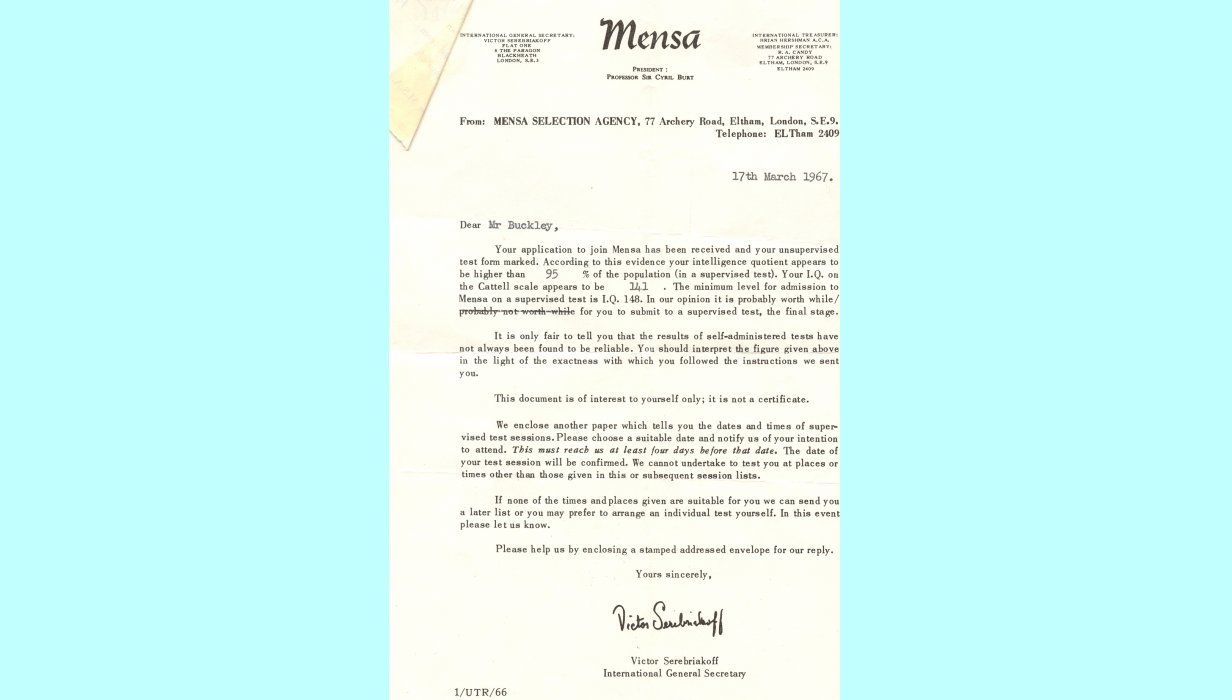 INTERNATIONAL GENERAL SECRETARY:
VICTOR SEREBRIAKOFF
FLAT ONE
6 THE PARAGON
BLACKHEATH
LONDON, S.E.3
Mensa
PRESIDENT :
PROFESSOR SIR CYRIL BURT
INTERNATIONAL TREASURER:
BRIAN HERSHMAN A.C.A.
MEMBERSHIP SECRETARY:
R. A. CANDY
77 ARCHERY ROAD
ELTHAM, LONDON, S.E.9
ELTHAM 2409
From: MENSA SELECTION AGENCY, 77 Archery Road, Eltham, London, S.E.9.
Telephone: ELTham 2409
17th March 1967.
Dear Mr Buckley,
Your application to join Mensa has been received and your unsupervised
test form marked. According to this evidence your intelligence quotient appears to
be higher than 95 % of the population (in a supervised test). Your I.Q. on
the Cattell scale appears to be 141 . The minimum level for admission to
Mensa on a supervised test is I.Q. 148. In our opinion it is probably worth while/
probably not worth while for you to submit to a supervised test, the final stage.
It is only fair to tell you that the results of self-administered tests have
not always been found to be reliable. You should interpret the figure given above
in the light of the exactness with which you followed the instructions we sent
you.
This document is of interest to yourself only; it is not a certificate.
We enclose another paper which tells you the dates and times of super-
vised test sessions. Please choose a suitable date and notify us of your intention
to attend. This must reach us at least four days before that date. The date of
your test session will be confirmed. We cannot undertake to test you at places or
times other than those given in this or subsequent session lists.
If none of the times and places given are suitable for you we can send you
a later list or you may prefer to arrange an individual test yourself. In this event
please let us know.
Please help us by enclosing a stamped addressed envelope for our reply.
Yours sincerely,
Victor Serebriakoff
Victor Serebriakoff
International General Secretary
1/UTR/66